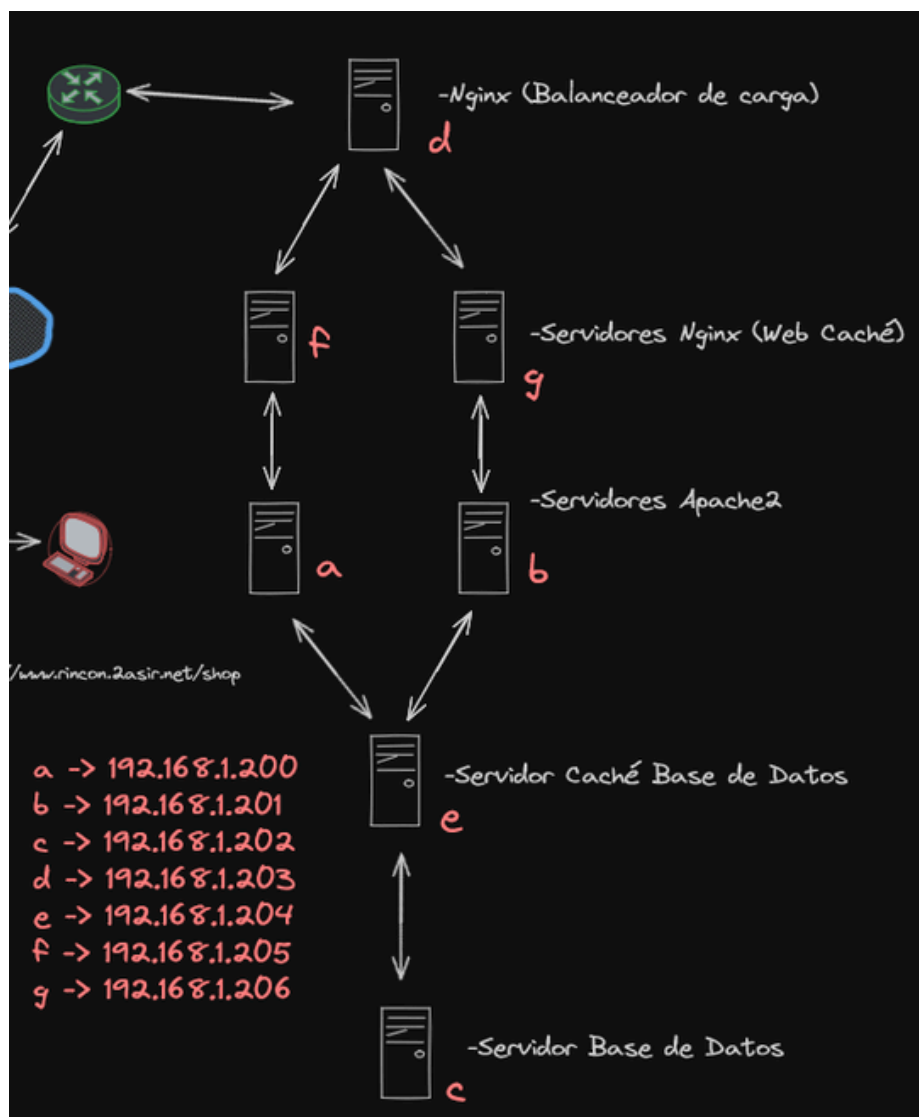 -Nginx (Balanceador de carga)
d
f
-Servidores Nginx (Web Caché)
g
-Servidores Apache2
a
b
//www.rincon.2asir.net/shop
a -> 192.168.1.200
b -> 192.168.1.201
c -> 192.168.1.202
d -> 192.168.1.203
e -> 192.168.1.204
f -> 192.168.1.205
g -> 192.168.1.206
-Servidor Caché Base de Datos
e
-Servidor Base de Datos
c